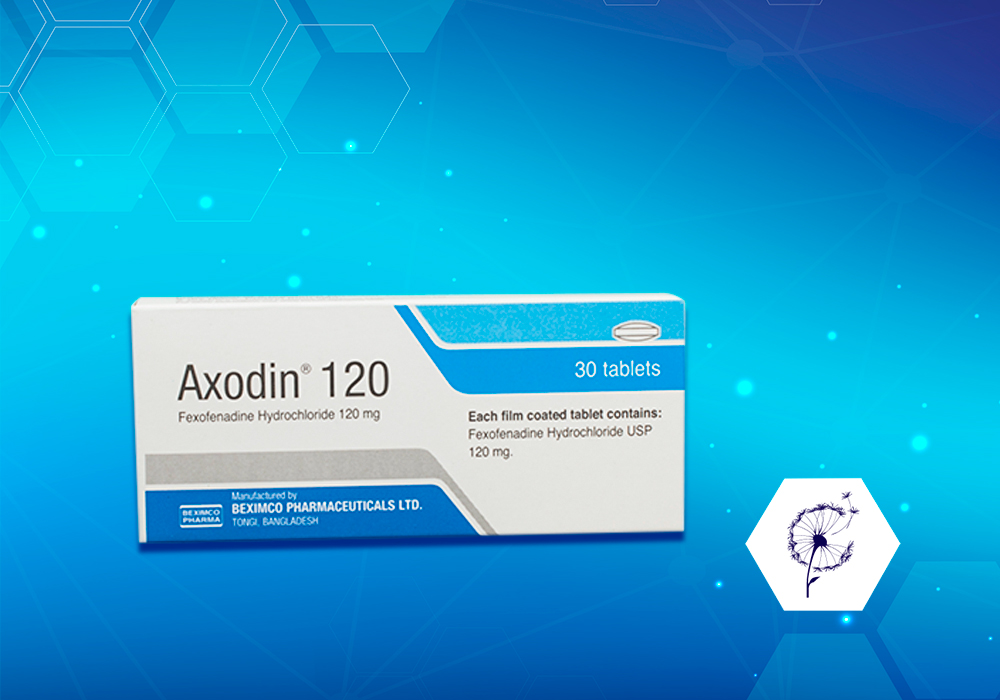 Axodin® 120
Fexofenadine Hydrochloride 120 mg
30 tablets
Each film coated tablet contains:
Fexofenadine Hydrochloride USP
120 mg.
BEXIMCO
PHARMA
Manufactured by
BEXIMCO PHARMACEUTICALS LTD.
TONGI, BANGLADESH